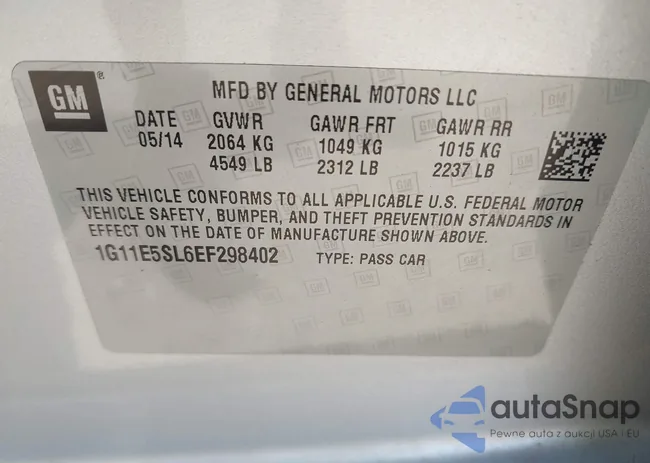 GM ®
MFD BY GENERAL MOTORS LLC
DATE GVWR GAWR FRT GAWR RR
05/14 2064 KG 1049 KG 1015 KG
4549 LB 2312 LB 2237 LB
THIS VEHICLE CONFORMS TO ALL APPLICABLE U.S. FEDERAL MOTOR
VEHICLE SAFETY, BUMPER, AND THEFT PREVENTION STANDARDS IN
EFFECT ON THE DATE OF MANUFACTURE SHOWN ABOVE.
1G11E5SL6EF298402 TYPE: PASS CAR
autaSnap
Pewne auta z aukcji USA i EU